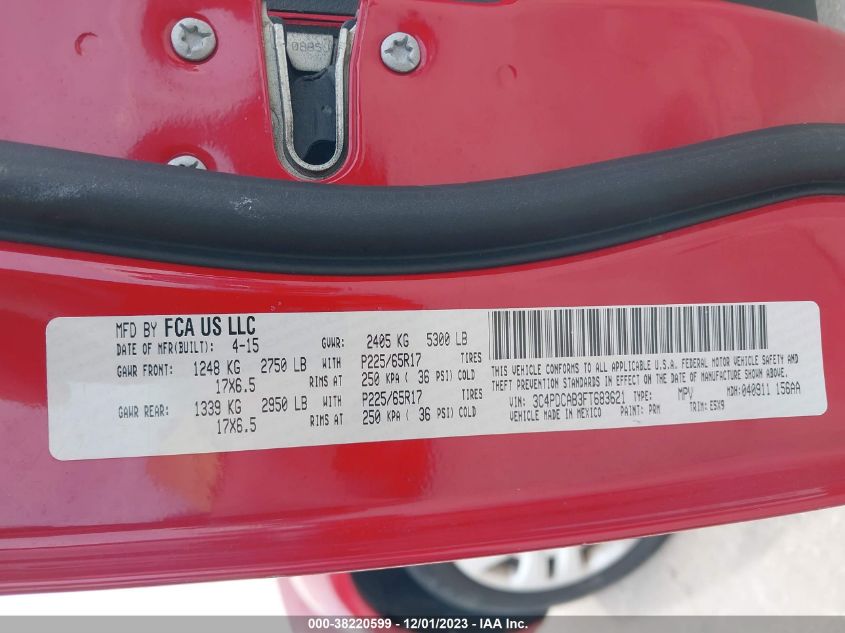 0885
MFD BY FCA US LLC
DATE OF MFR(BUILT): 4-15 GVWR: 2405 KG 5300 LB
GAWR FRONT: 1248 KG 2750 LB WITH P225/65R17 TIRES
17X6.5 RIMS AT 250 KPA ( 36 PSI) COLD
GAWR REAR: 1339 KG 2950 LB WITH P225/65R17 TIRES
17X6.5 RIMS AT 250 KPA ( 36 PSI) COLD
THIS VEHICLE CONFORMS TO ALL APPLICABLE U.S.A. FEDERAL MOTOR VEHICLE SAFETY AND
THEFT PREVENTION STANDARDS IN EFFECT ON THE DATE OF MANUFACTURE SHOWN ABOVE.
VIN: 3C4PDCAB3FT683621 TYPE: MPV MDH:040911 156AA
VEHICLE MADE IN MEXICO PAINT: PRM TRIM: E5X9
000-38220599 - 12/01/2023 - IAA Inc.